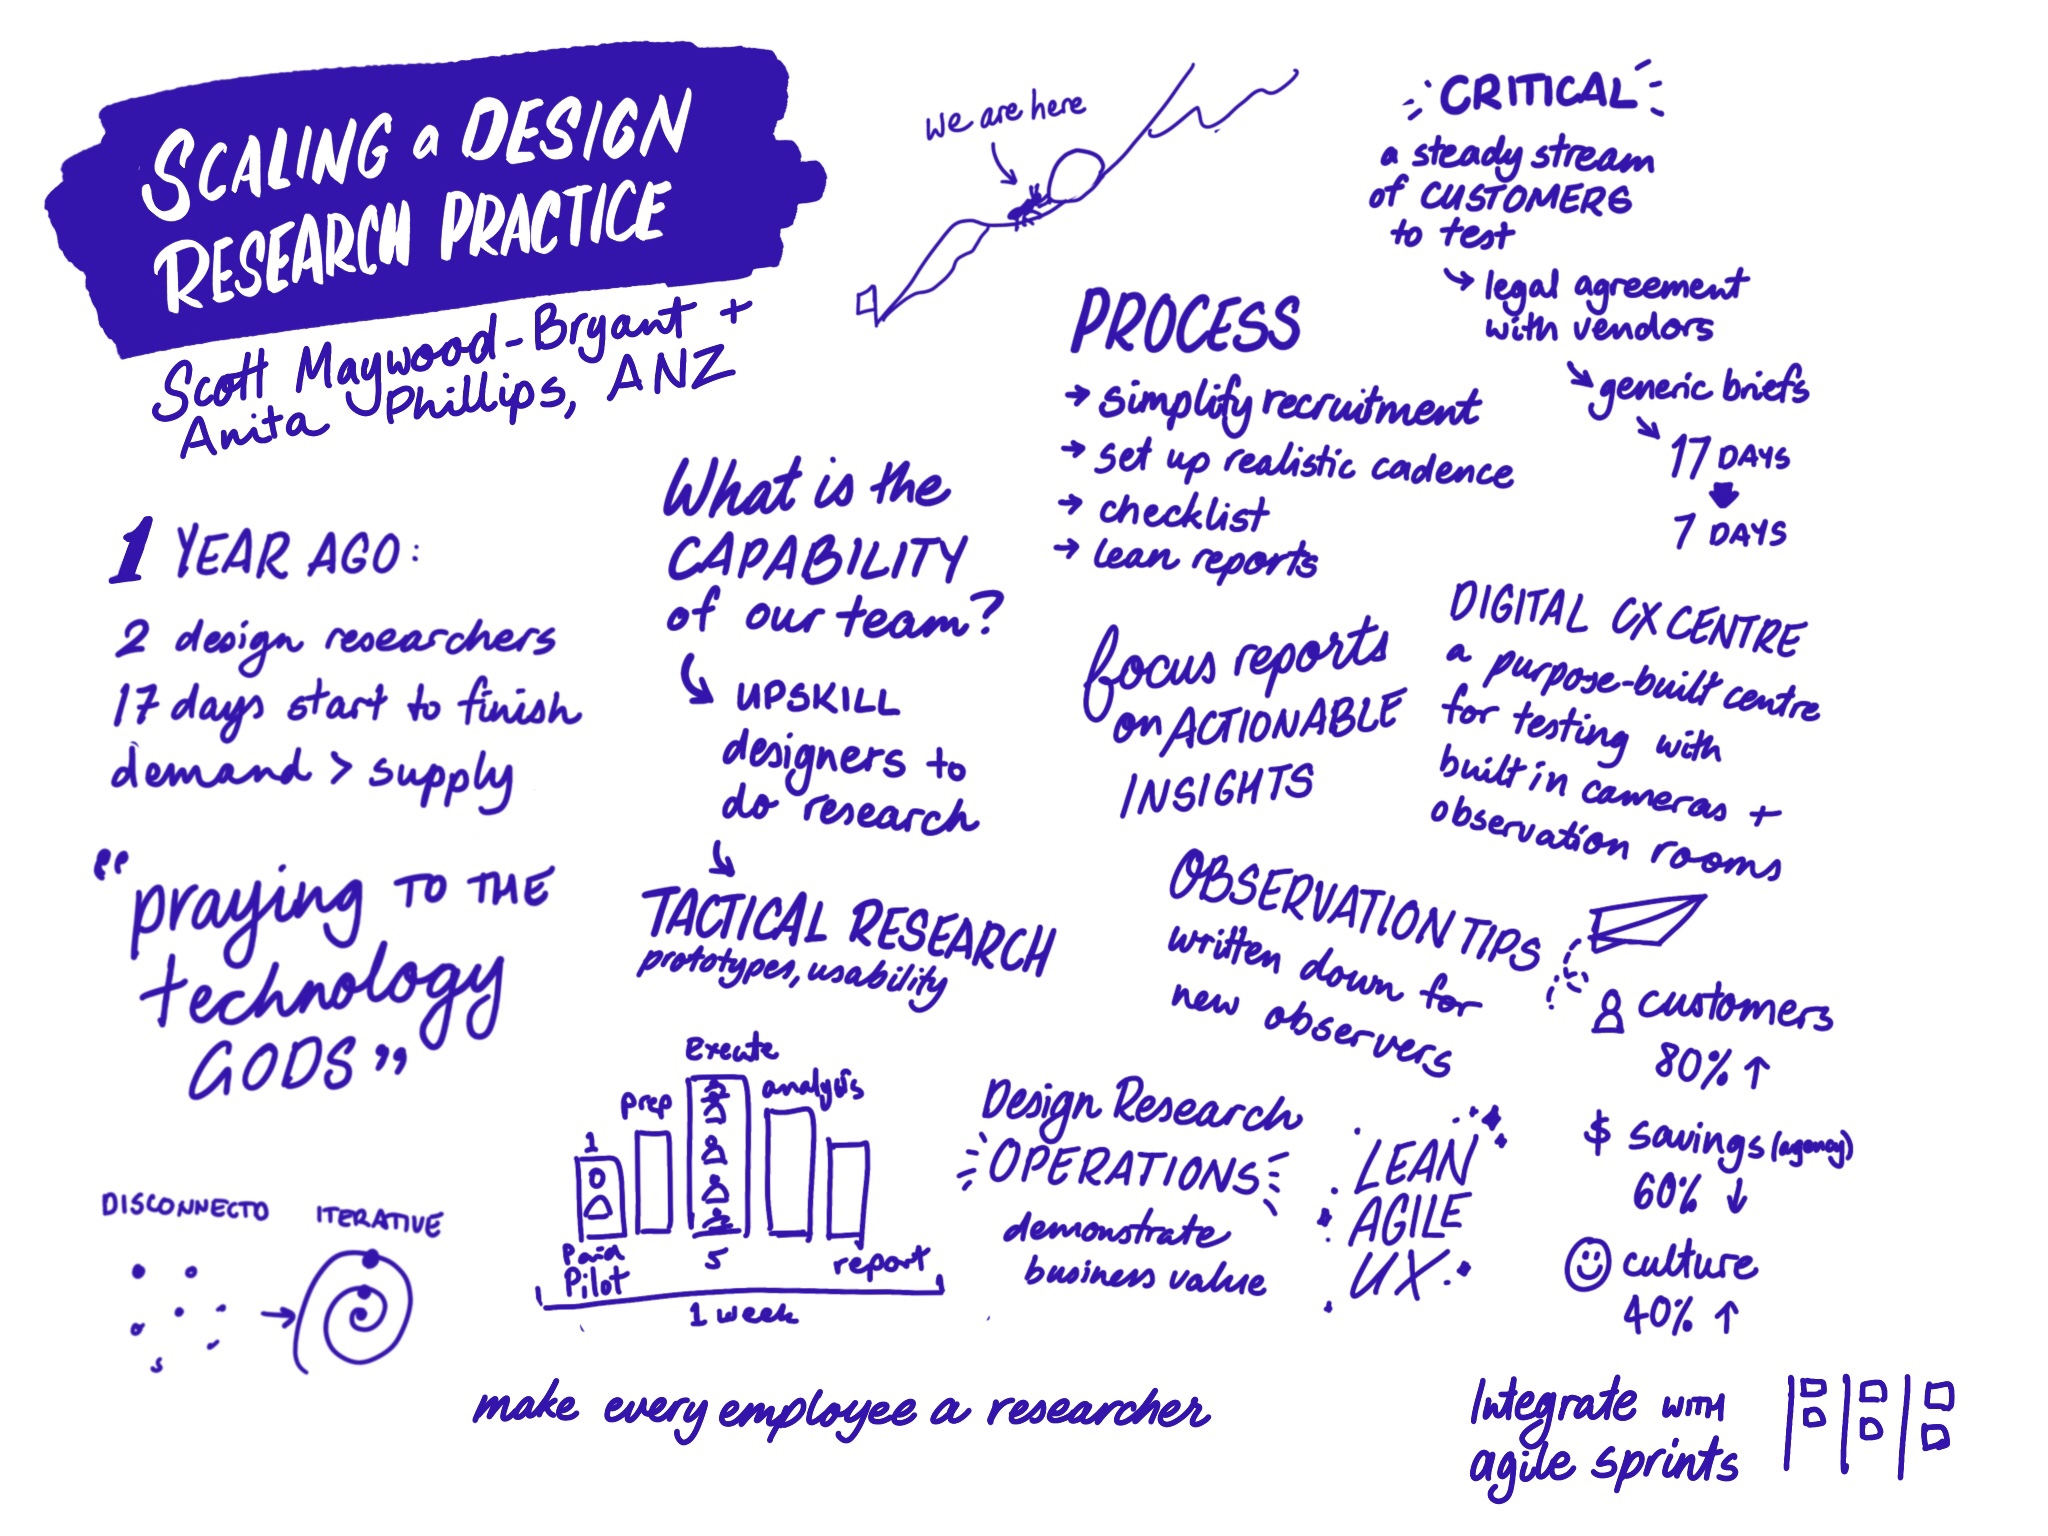 SCALING a DESIGN
RESEARCH PRACTICE
Scott Maywood-Bryant +
Anita Phillips, ANZ
1 YEAR AGO:
2 design researchers
17 days start to finish
demand > supply
"praying TO THE
technology
GODS"
DISCONNECTD
ITERATIVE
we are here
What is the
CAPABILITY
of our team?
UPSKILL
designers to
do research
TACTICAL RESEARCH
prototypes, usability
1
prep
Execute
analysis
Paid
Pilot
5
report
1 week
make every employee a researcher
PROCESS
→ simplify recruitment
→ set up realistic cadence
→ checklist
→ lean reports
focus reports
on ACTIONABLE
INSIGHTS
OBSERVATION TIPS
written down for
new observers
Design Research
OPERATIONS
demonstrate
business value
LEAN
AGILE
UX
CRITICAL
a steady stream
of CUSTOMERS
to test
legal agreement
with vendors
generic briefs
17 DAYS
7 DAYS
DIGITAL CX CENTRE
a purpose-built centre
for testing with
built in cameras +
observation rooms
customers
80% ↑
$ savings (agency)
60% ↓
culture
40% ↑
Integrate WITH
agile sprints